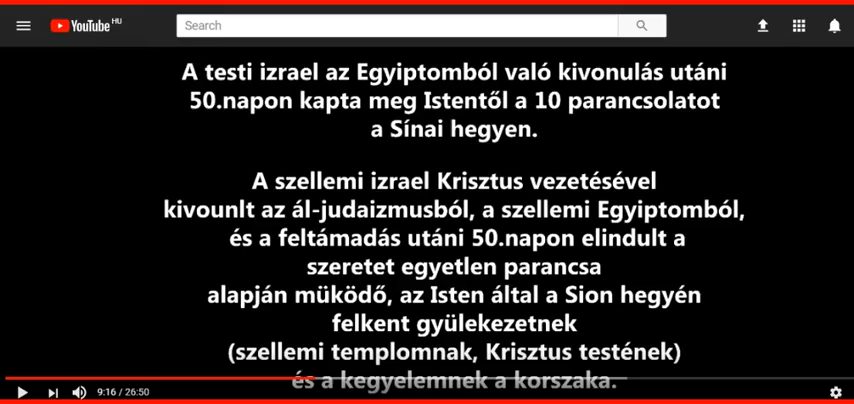 YouTube HU
Search
A testi izrael az Egyiptomból való kivonulás utáni
50.napon kapta meg Istentől a 10 parancsolatot
a Sínai hegyen.
A szellemi izrael Krisztus vezetésével
kivounlt az ál-judaizmusból, a szellemi Egyiptomból,
és a feltámadás utáni 50.napon elindult a
szeretet egyetlen parancsa
alapján müködő, az Isten által a Sion hegyén
felkent gyülekezetnek
(szellemi templomnak, Krisztus testének)
és a kegyelemnek a korszaka.
9:16 / 26:50